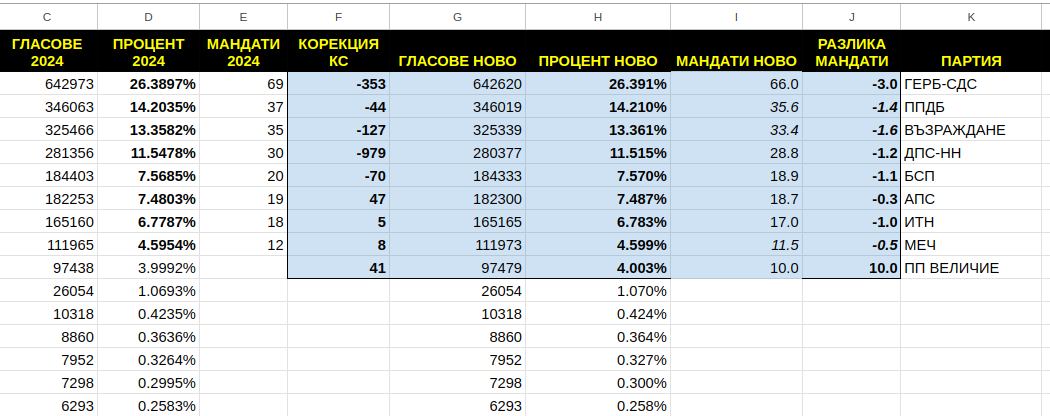 C D E F G H I J K
ГЛАСОВЕ 2024 ПРОЦЕНТ 2024 МАНДАТИ 2024 КОРЕКЦИЯ КС ГЛАСОВЕ НОВО ПРОЦЕНТ НОВО МАНДАТИ НОВО РАЗЛИКА МАНДАТИ ПАРТИЯ
642973 26.3897% 69 -353 642620 26.391% 66.0 -3.0 ГЕРБ-СДС
346063 14.2035% 37 -44 346019 14.210% 35.6 -1.4 ППДБ
325466 13.3582% 35 -127 325339 13.361% 33.4 -1.6 ВЪЗРАЖДАНЕ
281356 11.5478% 30 -979 280377 11.515% 28.8 -1.2 ДПС-НН
184403 7.5685% 20 -70 184333 7.570% 18.9 -1.1 БСП
182253 7.4803% 19 47 182300 7.487% 18.7 -0.3 АПС
165160 6.7787% 18 5 165165 6.783% 17.0 -1.0 ИТН
111965 4.5954% 12 8 111973 4.599% 11.5 -0.5 МЕЧ
97438 3.9992% 41 97479 4.003% 10.0 10.0 ПП ВЕЛИЧИЕ
26054 1.0693% 26054 1.070%
10318 0.4235% 10318 0.424%
8860 0.3636% 8860 0.364%
7952 0.3264% 7952 0.327%
7298 0.2995% 7298 0.300%
6293 0.2583% 6293 0.258%